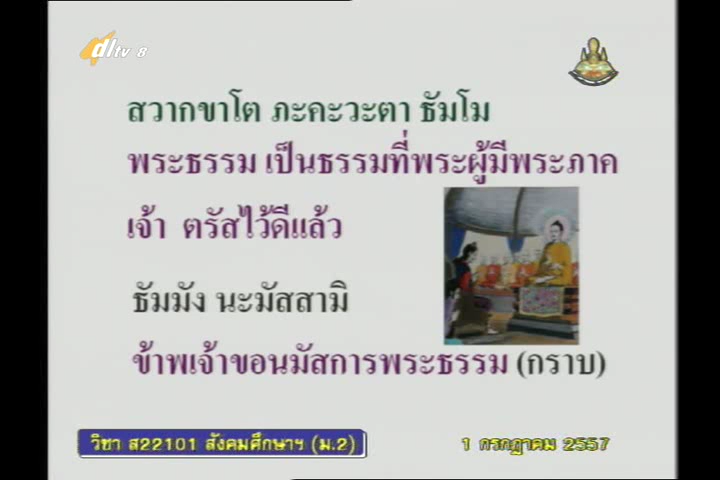 dltv 8
สวากขาโต ภะคะวะตา ธัมโม
พระธรรม เป็นธรรมที่พระผู้มีพระภาค
เจ้า ตรัสไว้ดีแล้ว
ธัมมัง นะมัสสามิ
ข้าพเจ้าขอนมัสการพระธรรม (กราบ)
วิชา ส22101 สังคมศึกษาฯ (ม.2)
1 กรกฎาคม 2557